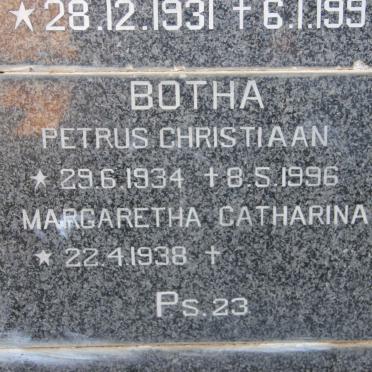 ★ 28.12.1931 † 6.1.199
BOTHA
PETRUS CHRISTIAAN
★ 29.6.1934 † 8.5.1996
MARGARETHA CATHARINA
★ 22.4.1938 †
Ps. 23